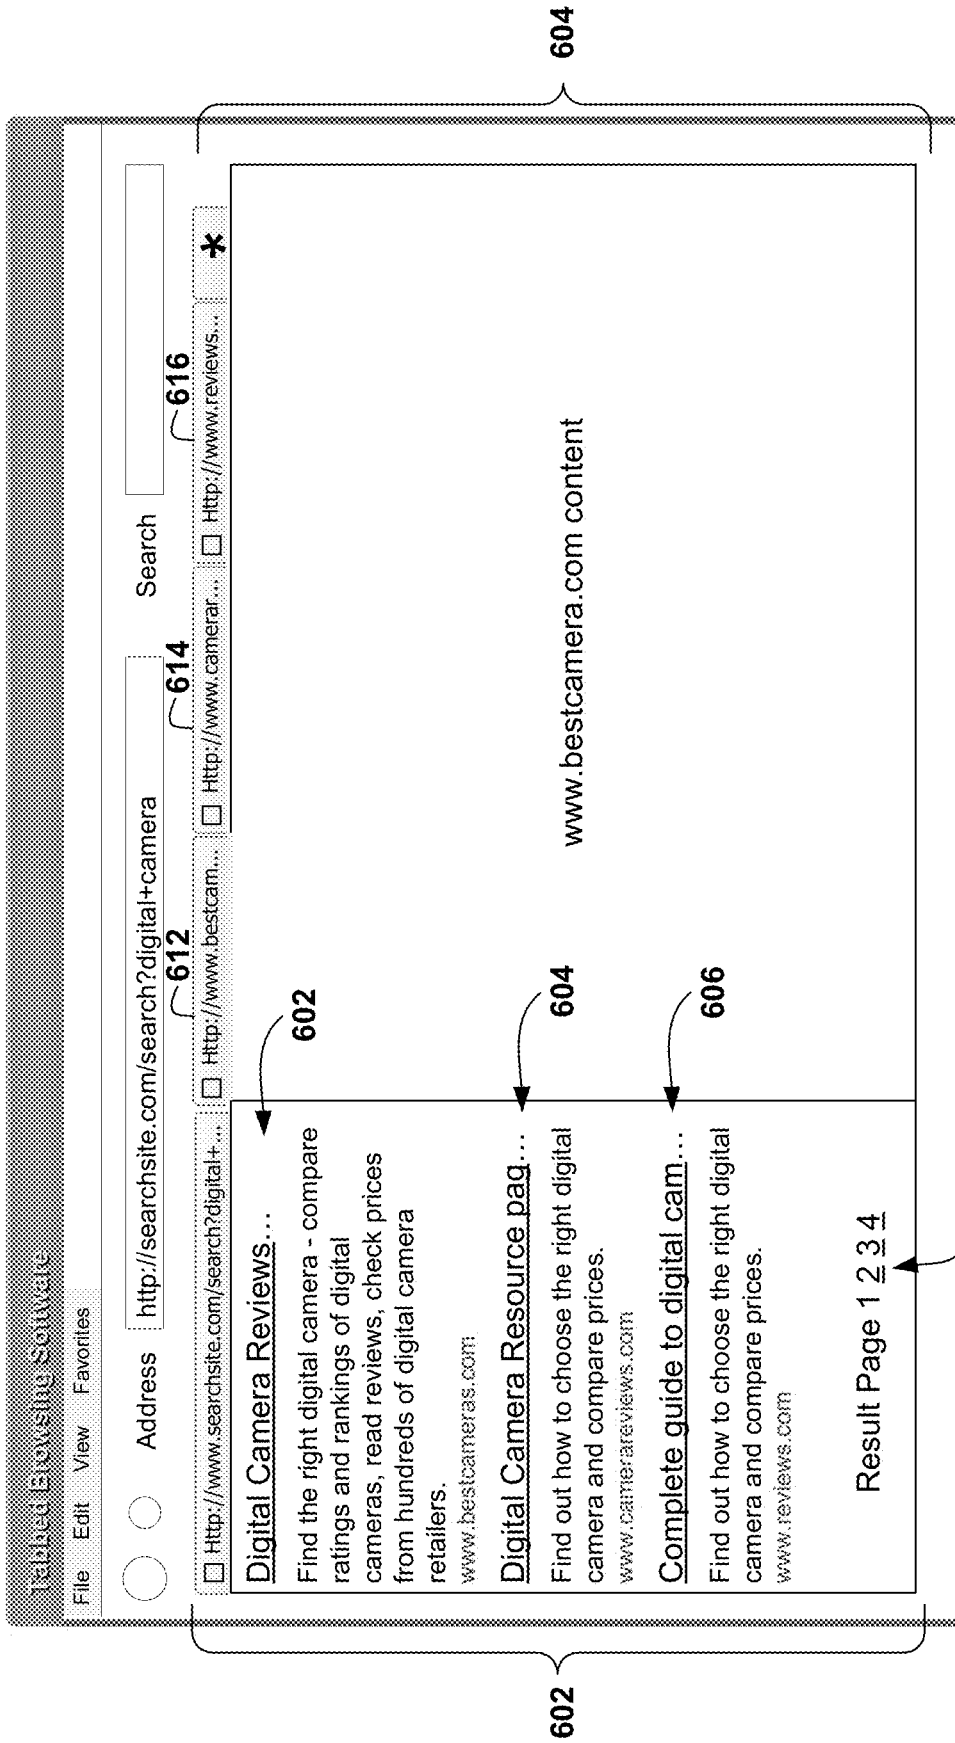 Tabbed Browsing Software
File Edit View Favorites
Address http://searchsite.com/search?digital+camera Search
612 614 616
Http://www.searchsite.com/search?digital+... Http://www.bestcam... Http://www.camerar... Http://www.reviews... *
Digital Camera Reviews...
602
Find the right digital camera - compare
ratings and rankings of digital
cameras, read reviews, check prices
from hundreds of digital camera
retailers.
www.bestcameras.com
Digital Camera Resource pag...
604
Find out how to choose the right digital
camera and compare prices.
www.camerareviews.com
Complete guide to digital cam...
606
Find out how to choose the right digital
camera and compare prices.
www.reviews.com
Result Page 1 2 3 4
www.bestcamera.com content
602
604